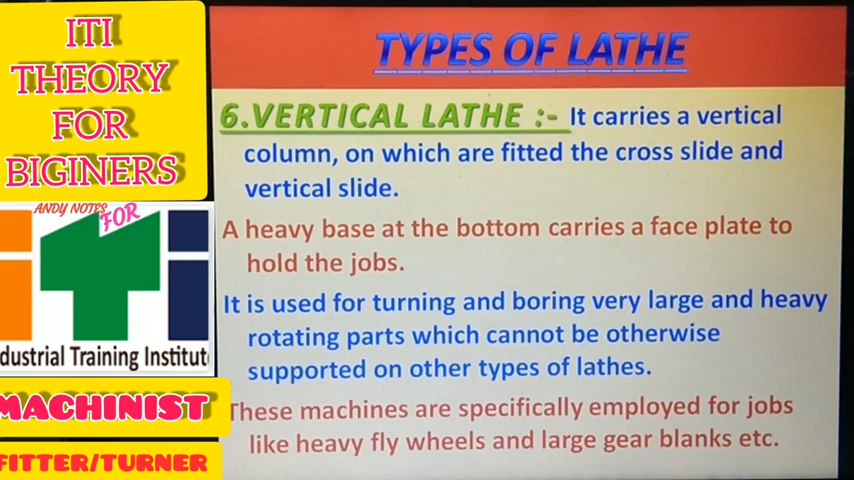 ITI
THEORY
FOR
BIGINERS
ANDY NOTES
FOR
iTi
dustrial Training Institut
MACHINIST
FITTER/TURNER
TYPES OF LATHE
6.VERTICAL LATHE :- It carries a vertical
column, on which are fitted the cross slide and
vertical slide.
A heavy base at the bottom carries a face plate to
hold the jobs.
It is used for turning and boring very large and heavy
rotating parts which cannot be otherwise
supported on other types of lathes.
These machines are specifically employed for jobs
like heavy fly wheels and large gear blanks etc.